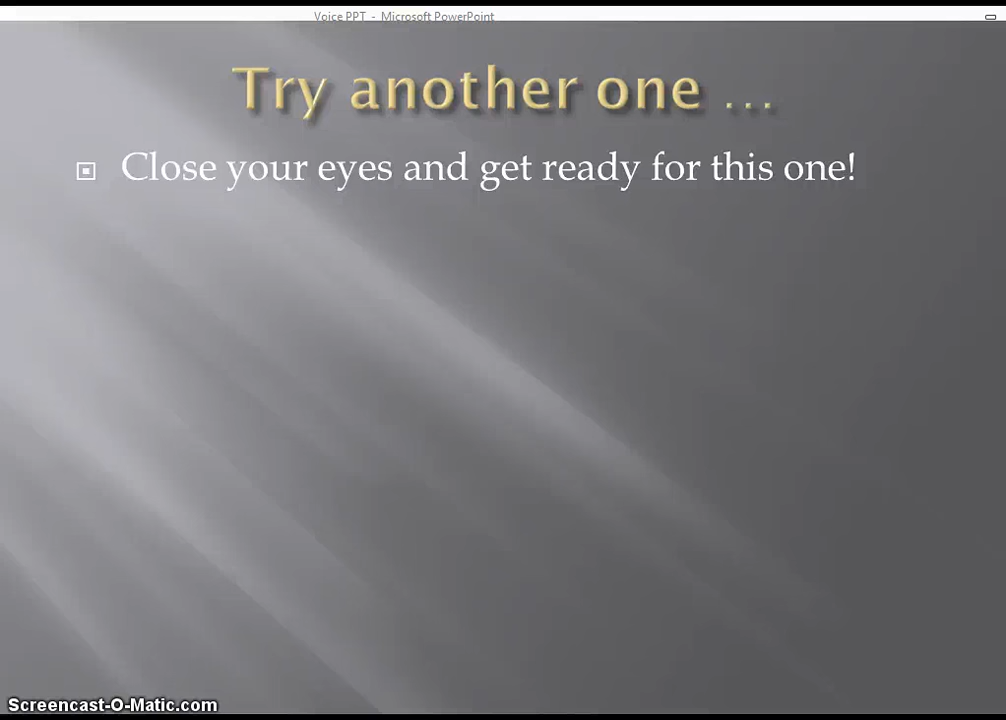 Voice PPT - Microsoft PowerPoint
Try another one ...
Close your eyes and get ready for this one!
Screencast-O-Matic.com